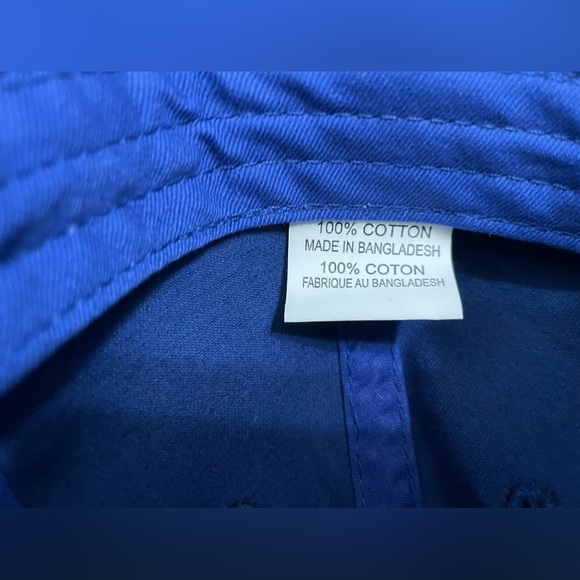 100% COTTON
MADE IN BANGLADESH
100% COTON
FABRIQUE AU BANGLADESH